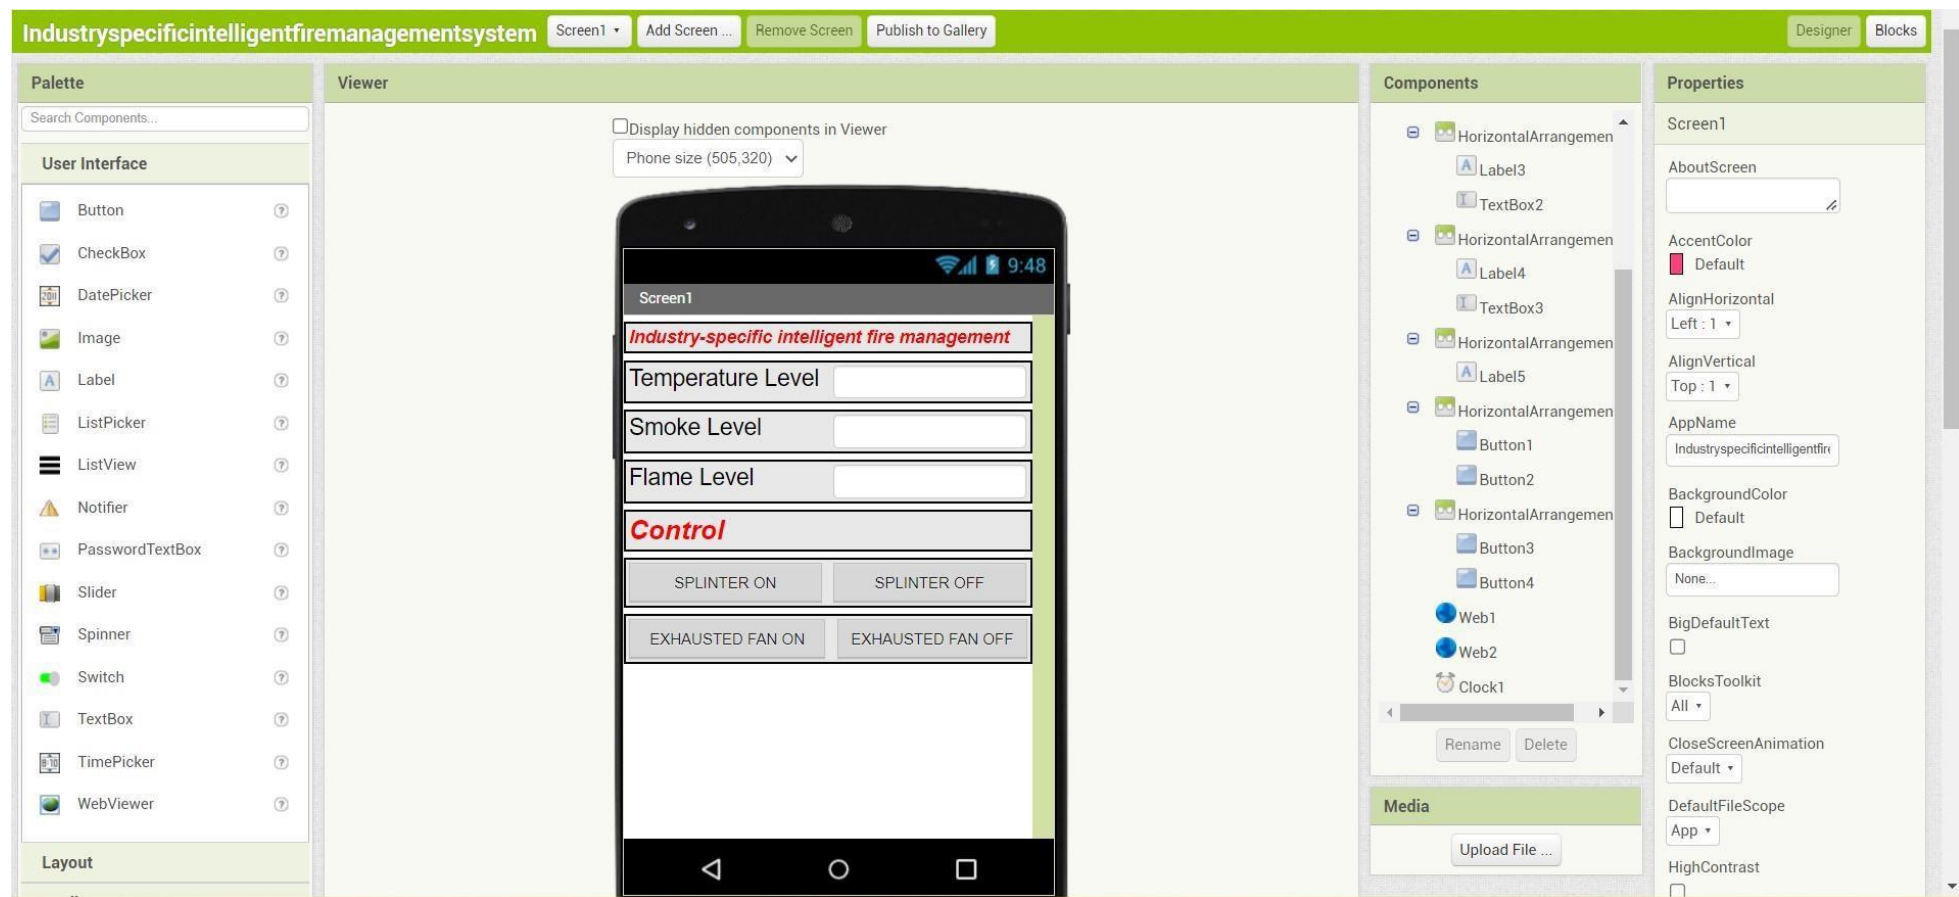 Industryspecificintelligentfiremanagementsystem Screen1 Add Screen ... Remove Screen Publish to Gallery Designer Blocks
Palette
Search Components...
User Interface
Button
CheckBox
DatePicker
Image
Label
ListPicker
ListView
Notifier
PasswordTextBox
Slider
Spinner
Switch
TextBox
TimePicker
WebViewer
Layout
Viewer
Display hidden components in Viewer
Phone size (505,320)
9:48
Screen1
Industry-specific intelligent fire management
Temperature Level
Smoke Level
Flame Level
Control
SPLINTER ON SPLINTER OFF
EXHAUSTED FAN ON EXHAUSTED FAN OFF
Components
HorizontalArrangemen
Label3
TextBox2
HorizontalArrangemen
Label4
TextBox3
HorizontalArrangemen
Label5
HorizontalArrangemen
Button1
Button2
HorizontalArrangemen
Button3
Button4
Web1
Web2
Clock1
Rename Delete
Media
Upload File ...
Properties
Screen1
AboutScreen
AccentColor
Default
AlignHorizontal
Left : 1
AlignVertical
Top : 1
AppName
Industryspecificintelligentfire
BackgroundColor
Default
BackgroundImage
None...
BigDefaultText
BlocksToolkit
All
CloseScreenAnimation
Default
DefaultFileScope
App
HighContrast